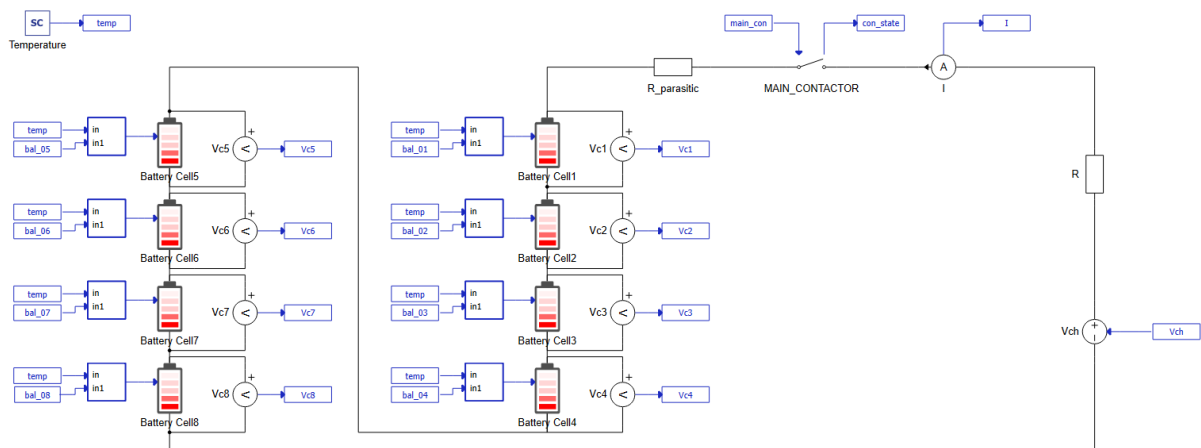 SC
temp
Temperature
main_con
con_state
I
A
R_parasitic
MAIN_CONTACTOR
I
temp
bal_05
in
in1
Battery Cell5
+
Vc5
V
Vc5
temp
bal_01
in
in1
Battery Cell1
+
Vc1
V
Vc1
R
temp
bal_06
in
in1
Battery Cell6
+
Vc6
V
Vc6
temp
bal_02
in
in1
Battery Cell2
+
Vc2
V
Vc2
temp
bal_07
in
in1
Battery Cell7
+
Vc7
V
Vc7
temp
bal_03
in
in1
Battery Cell3
+
Vc3
V
Vc3
Vch
+
−
Vch
temp
bal_08
in
in1
Battery Cell8
+
Vc8
V
Vc8
temp
bal_04
in
in1
Battery Cell4
+
Vc4
V
Vc4